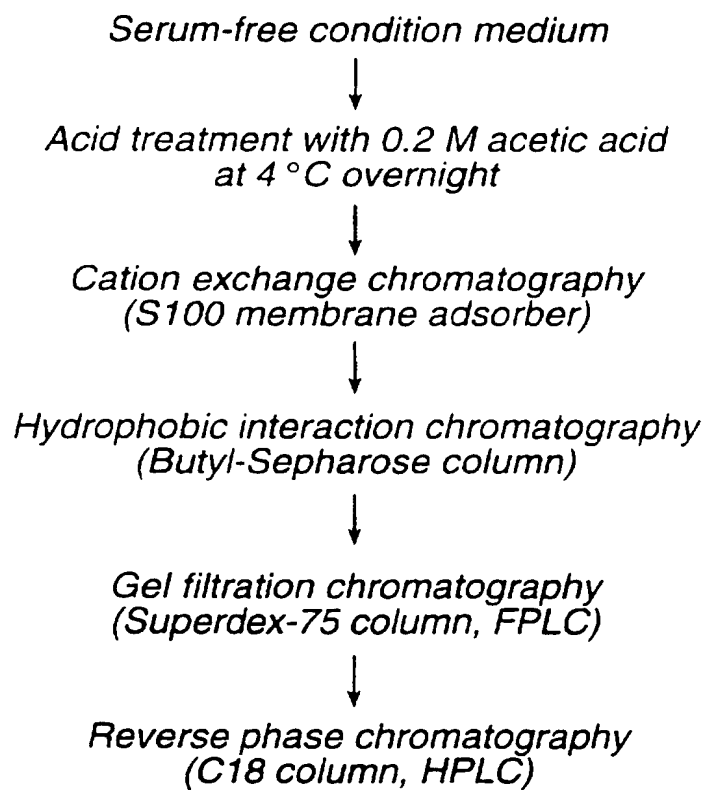 Serum-free condition medium
Acid treatment with 0.2 M acetic acid
at 4 °C overnight
Cation exchange chromatography
(S100 membrane adsorber)
Hydrophobic interaction chromatography
(Butyl-Sepharose column)
Gel filtration chromatography
(Superdex-75 column, FPLC)
Reverse phase chromatography
(C18 column, HPLC)